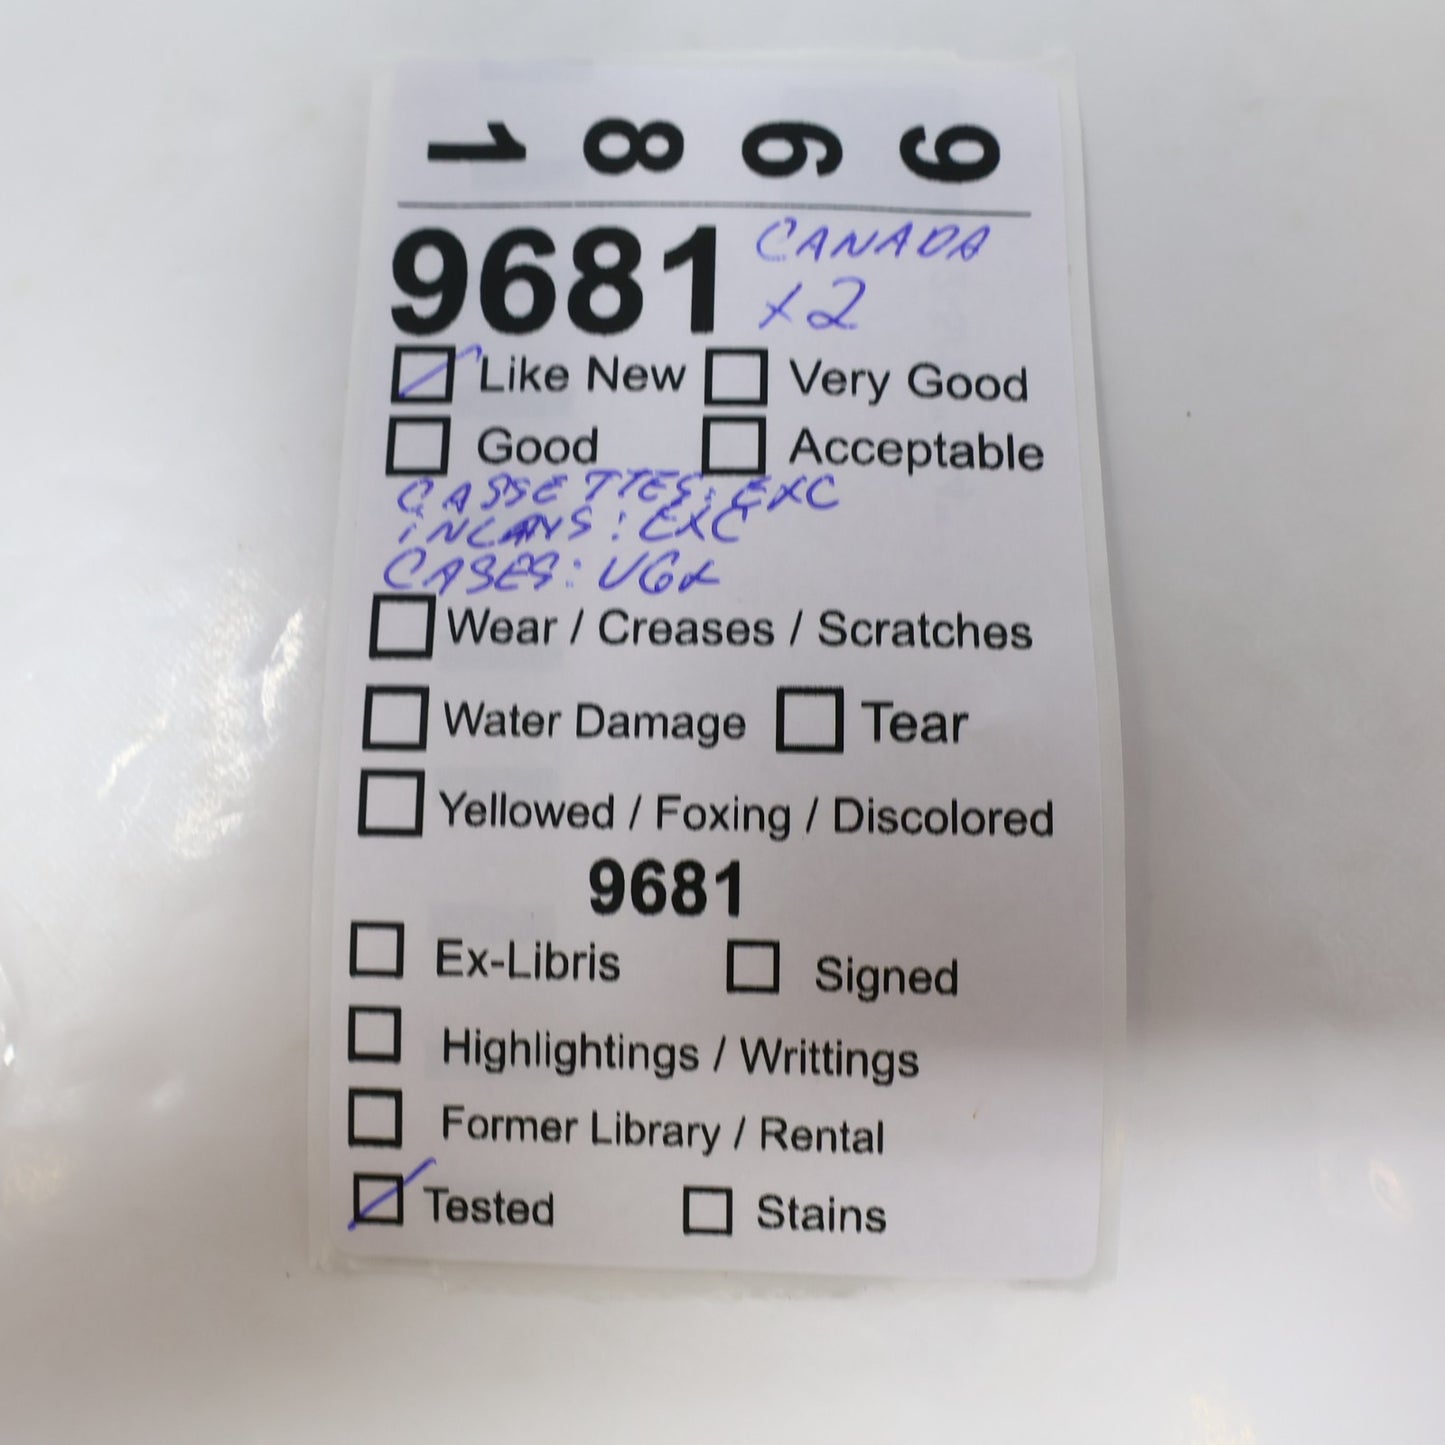 1 8 6 9
9681 CANADA
x2
Like New Very Good
Good Acceptable
CASSETTES: EXC
: EXC
CASES: VG+
Wear / Creases / Scratches
Water Damage Tear
Yellowed / Foxing / Discolored
9681
Ex-Libris Signed
Highlightings / Writtings
Former Library / Rental
Tested Stains